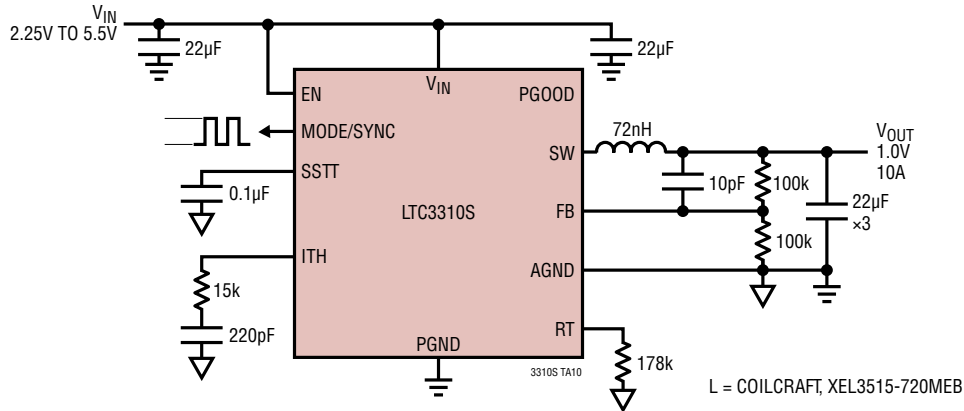 VIN
2.25V TO 5.5V
22µF
22µF
EN
VIN
PGOOD
MODE/SYNC
72nH
SW
VOUT
1.0V
10A
SSTT
0.1µF
10pF
100k
22µF
×3
LTC3310S
FB
100k
ITH
15k
AGND
220pF
RT
PGND
178k
3310S TA10
L = COILCRAFT, XEL3515-720MEB